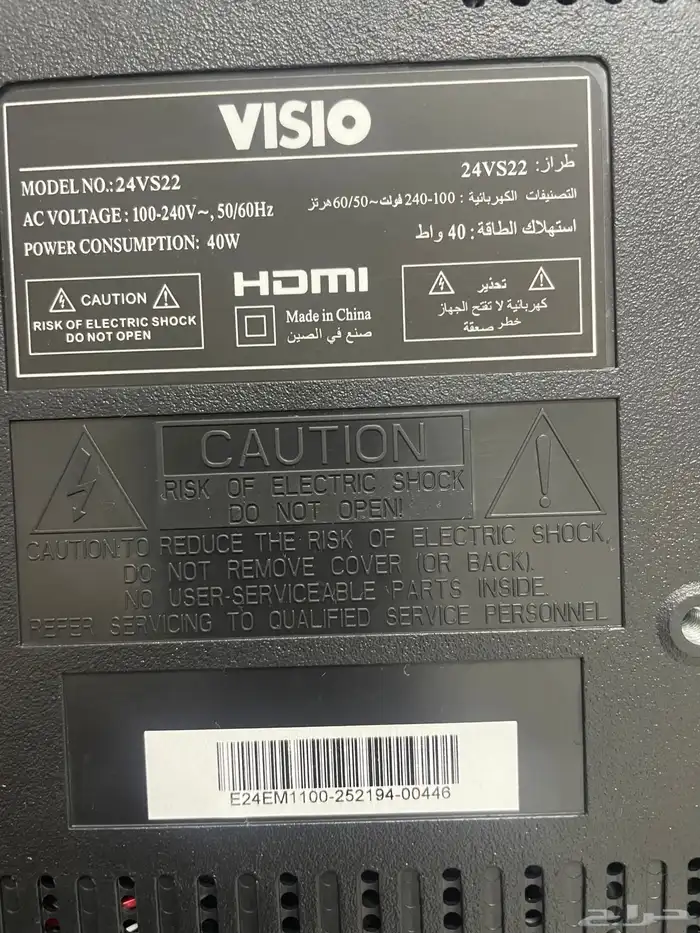 VISIO
MODEL NO.: 24VS22
AC VOLTAGE : 100-240V~, 50/60Hz
POWER CONSUMPTION: 40W
طراز: 24VS22
التصنيفات الكهربائية : 100-240 فولت~50/60هرتز
استهلاك الطاقة: 40 واط
CAUTION
RISK OF ELECTRIC SHOCK
DO NOT OPEN
HDMI
Made in China
صنع في الصين
تحذير
كهربائية لا تفتح الجهاز
خطر صعقة
CAUTION
RISK OF ELECTRIC SHOCK
DO NOT OPEN!
CAUTION:TO REDUCE THE RISK OF ELECTRIC SHOCK,
DO NOT REMOVE COVER (OR BACK).
NO USER-SERVICEABLE PARTS INSIDE.
REFER SERVICING TO QUALIFIED SERVICE PERSONNEL
E24EM1100-252194-00446
حراج